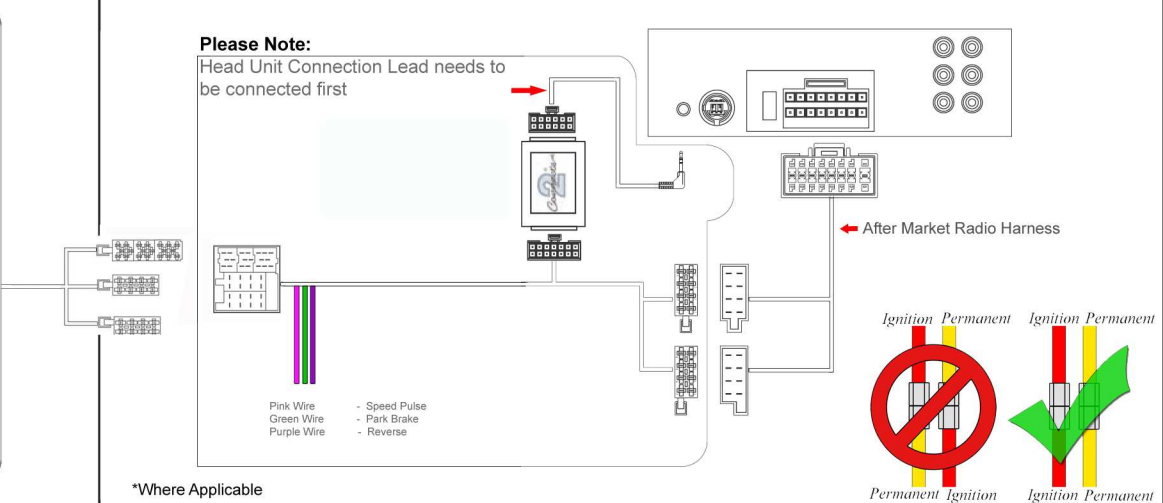 Please Note:
Head Unit Connection Lead needs to
be connected first
2
After Market Radio Harness
Ignition Permanent
Ignition Permanent
Pink Wire - Speed Pulse
Green Wire - Park Brake
Purple Wire - Reverse
Permanent Ignition
Ignition Permanent
*Where Applicable